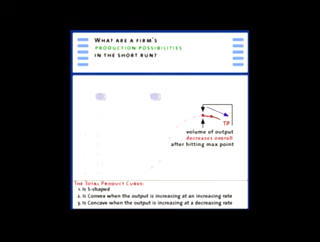 WHAT ARE A FIRM'S
PRODUCTION POSSIBILITIES
IN THE SHORT RUN?
TP
volume of output
decreases overall
after hitting max point
THE TOTAL PRODUCT CURVE:
1. Is S-shaped
2. Is Convex when the output is increasing at an increasing rate
3. Is Concave when the output is increasing at a decreasing rate